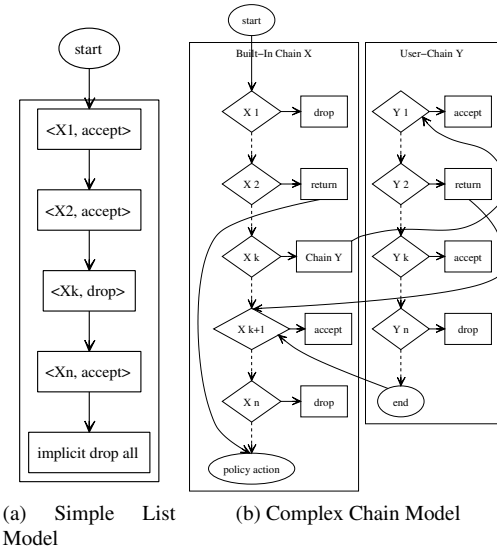 start
<X1, accept>
<X2, accept>
<Xk, drop>
<Xn, accept>
implicit drop all
(a) Simple List
Model
start
Built-In Chain X
X 1
drop
X 2
return
X k
Chain Y
X k+1
accept
X n
drop
policy action
User-Chain Y
Y 1
accept
Y 2
return
Y k
accept
Y n
drop
end
(b) Complex Chain Model